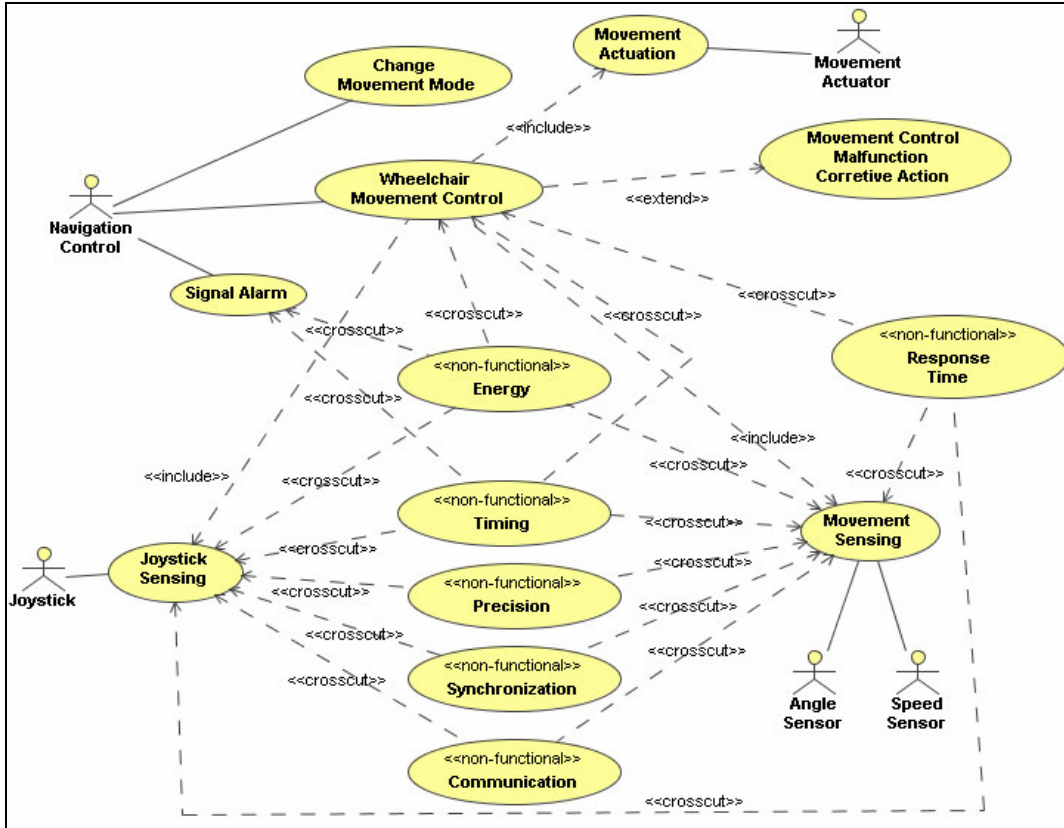 Movement
Actuation
Movement
Actuator
Change
Movement Mode
<<include>>
Movement Control
Malfunction
Corretive Action
Wheelchair
Movement Control
<<extend>>
Navigation
Control
Signal Alarm
<<crosscut>>
<<crosscut>>
<<crosscut>>
<<crosscut>>
<<non-functional>>
Response
Time
<<non-functional>>
Energy
<<crosscut>>
<<include>>
<<include>>
<<crosscut>>
<<crosscut>>
<<crosscut>>
<<non-functional>>
Timing
<<crosscut>>
Movement
Sensing
Joystick
Sensing
<<crosscut>>
Joystick
<<non-functional>>
Precision
<<crosscut>>
<<crosscut>>
<<crosscut>>
<<crosscut>>
<<non-functional>>
Synchronization
<<crosscut>>
<<crosscut>>
Angle
Sensor
Speed
Sensor
<<non-functional>>
Communication
<<crosscut>>